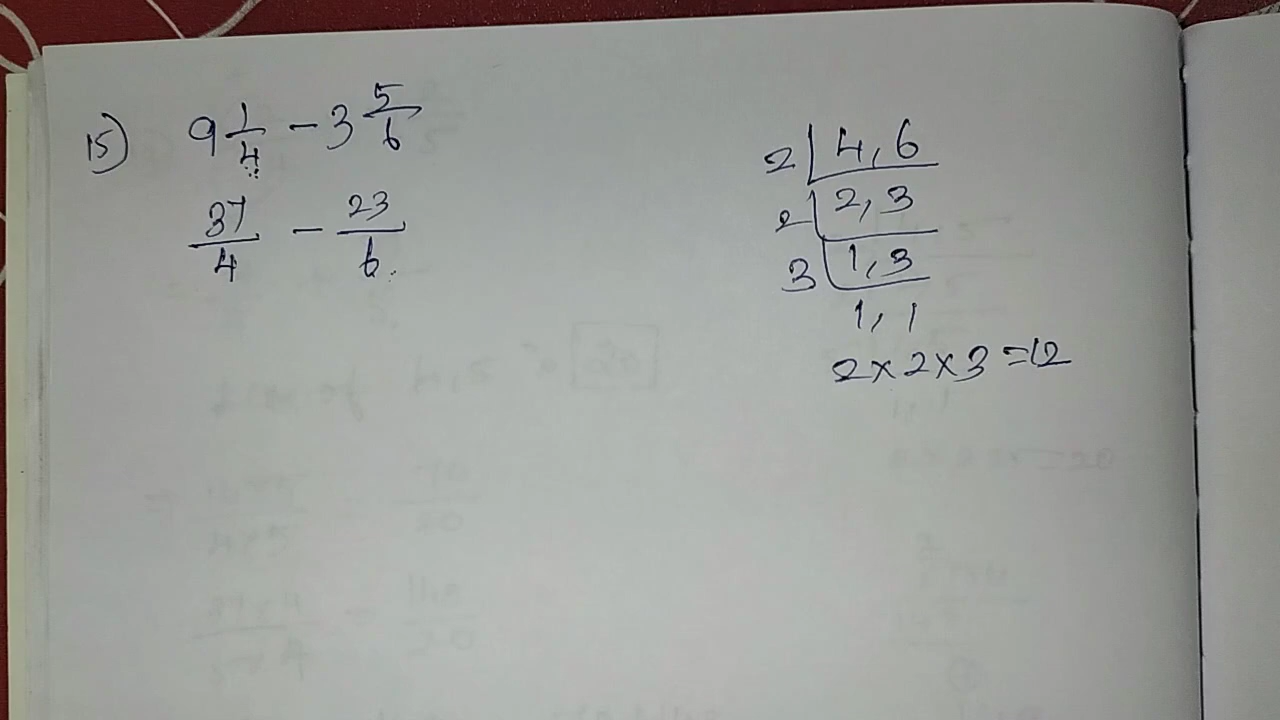 15) 9 1/4 - 3 5/6
37/4 - 23/6
2 | 4, 6
2 | 2, 3
3 | 1, 3
1, 1
2 × 2 × 3 = 12